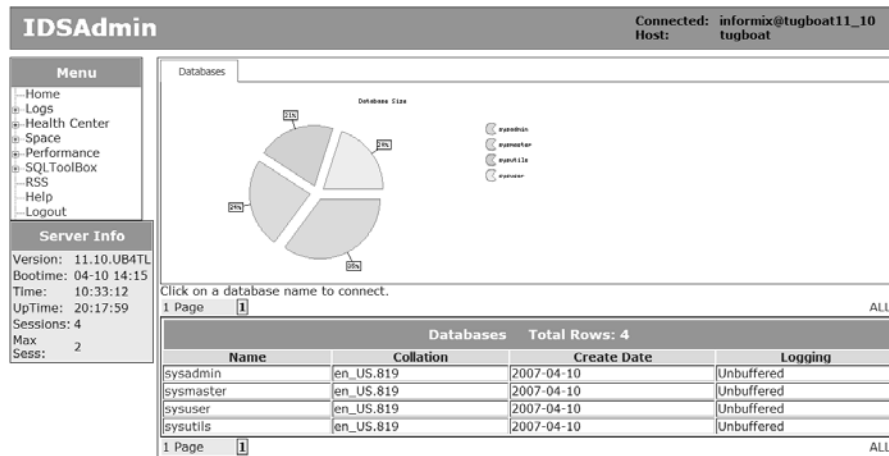 IDSAdmin
Connected: informix@tugboat11_10
Host: tugboat
Menu
Home
Logs
Health Center
Space
Performance
SQLToolBox
RSS
Help
Logout
Server Info
Version: 11.10.UB4TL
Bootime: 04-10 14:15
Time: 10:33:12
UpTime: 20:17:59
Sessions: 4
Max Sess: 2
Databases
Database Size
21%
35%
sysadmin
sysmaster
sysutils
sysuser
Click on a database name to connect.
1 Page 1 ALL
Databases Total Rows: 4
Name Collation Create Date Logging
sysadmin en_US.819 2007-04-10 Unbuffered
sysmaster en_US.819 2007-04-10 Unbuffered
sysuser en_US.819 2007-04-10 Unbuffered
sysutils en_US.819 2007-04-10 Unbuffered
1 Page 1 ALL